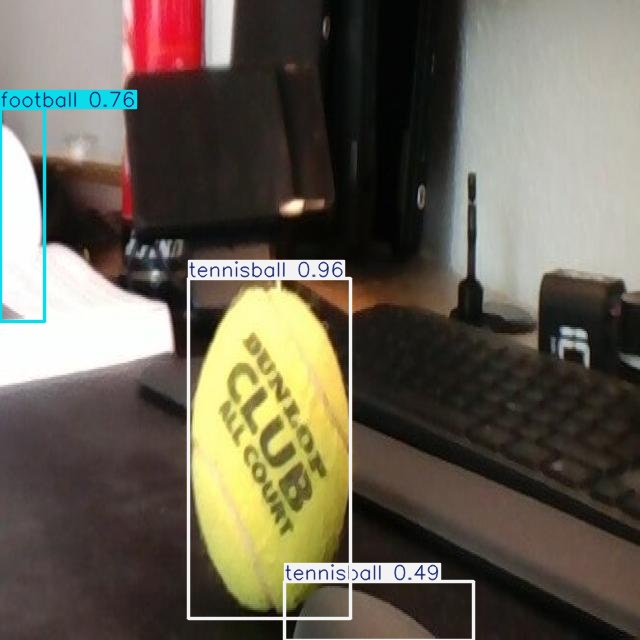 football 0.76
tennisball 0.96
DUNLOP
CLUB
ALL COURT
tennisball 0.49